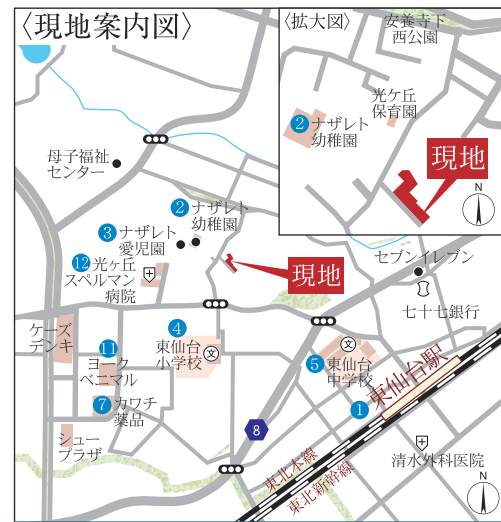 〈現地案内図〉
〈拡大図〉
安養寺下
西公園
光ケ丘
保育園
2 ナザレト
幼稚園
現地
N
母子福祉
センター
2 ナザレト
幼稚園
3 ナザレト
愛児園
12 光ヶ丘
スペルマン
病院
現地
セブンイレブン
七十七銀行
ケーズ
デンキ
4
東仙台
小学校
文
11
ヨーク
ベニマル
7 カワチ
薬品
文
5 東仙台
中学校
1 東仙台駅
8
シュー
プラザ
清水外科医院
東北本線
東北新幹線
N